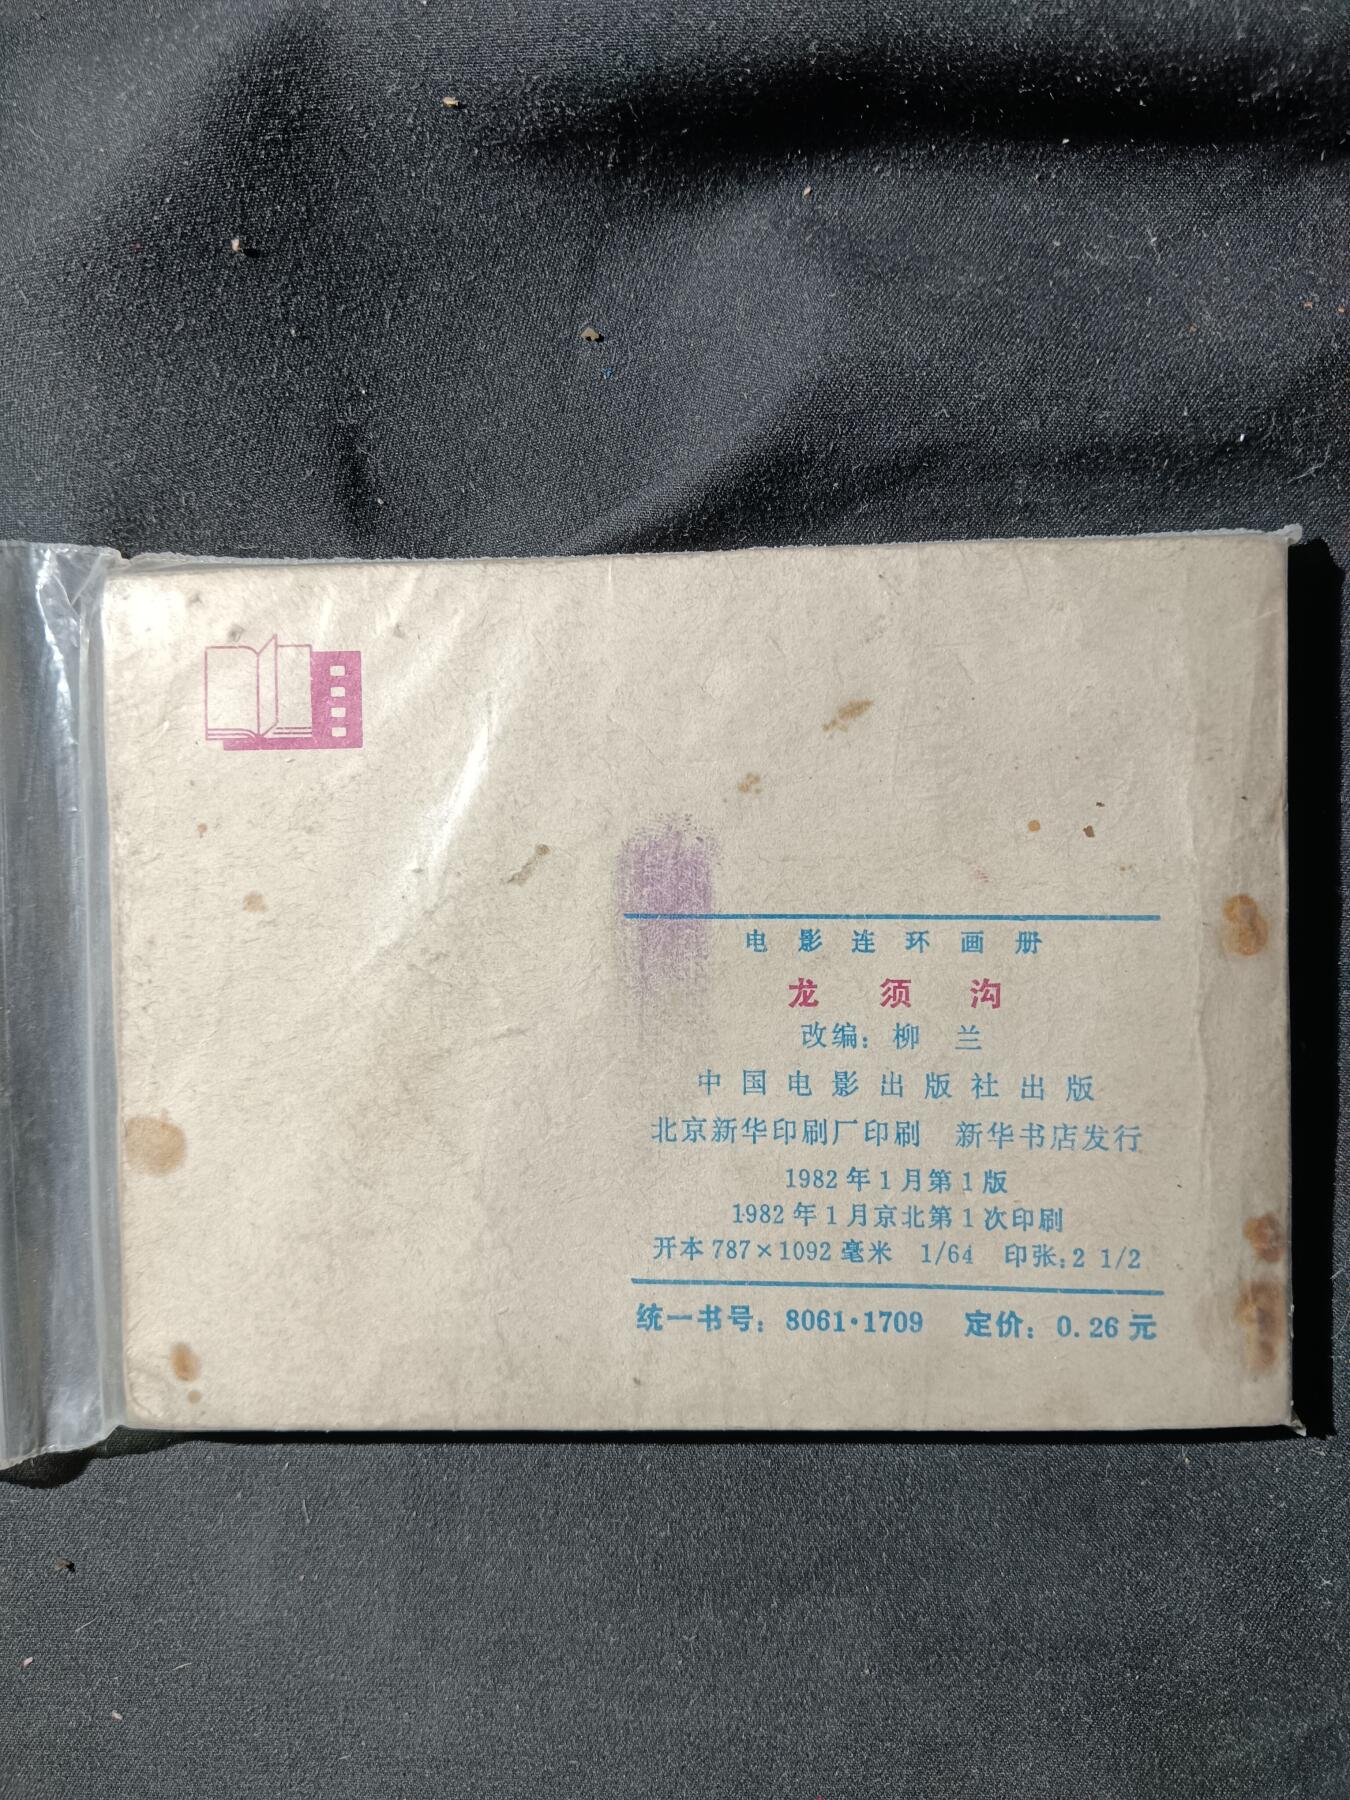 电影连环画册
龙须沟
改编：柳 兰
中国电影出版社出版
北京新华印刷厂印刷 新华书店发行
1982年1月第1版
1982年1月京北第1次印刷
开本787×1092毫米 1/64 印张：2 1/2
统一书号：8061·1709 定价：0.26元